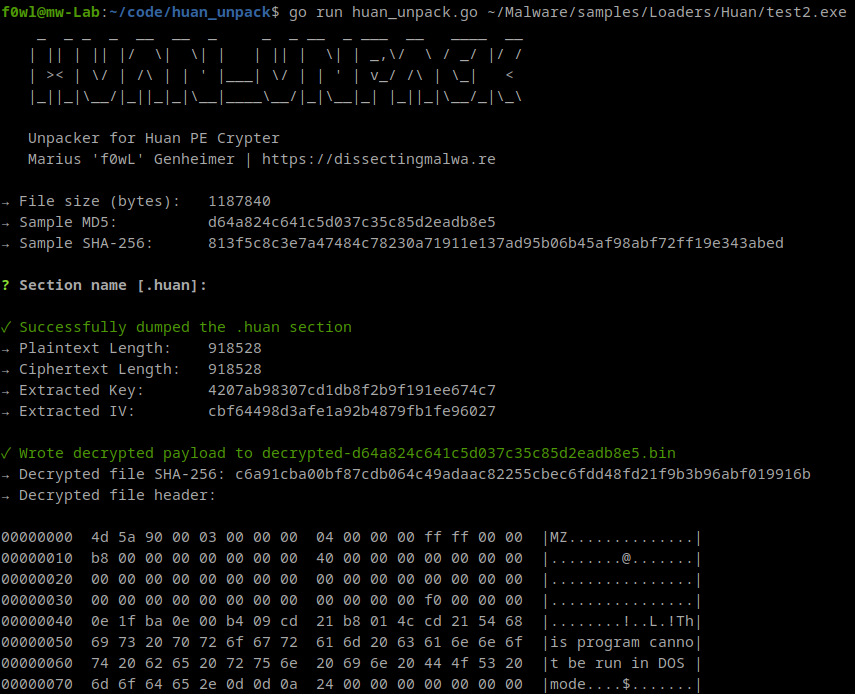 f0wl@mw-Lab:~/code/huan_unpack$ go run huan_unpack.go ~/Malware/samples/Loaders/Huan/test2.exe
Unpacker for Huan PE Crypter
Marius 'f0wL' Genheimer | https://dissectingmalwa.re
→ File size (bytes): 1187840
→ Sample MD5: d64a824c641c5d037c35c85d2eadb8e5
→ Sample SHA-256: 813f5c8c3e7a47484c78230a71911e137ad95b06b45af98abf72ff19e343abed
? Section name [.huan]:
✓ Successfully dumped the .huan section
→ Plaintext Length: 918528
→ Ciphertext Length: 918528
→ Extracted Key: 4207ab98307cd1db8f2b9f191ee674c7
→ Extracted IV: cbf64498d3afe1a92b4879fb1fe96027
✓ Wrote decrypted payload to decrypted-d64a824c641c5d037c35c85d2eadb8e5.bin
→ Decrypted file SHA-256: c6a91cba00bf87cdb064c49adaac82255cbec6fdd48fd21f9b3b96abf019916b
→ Decrypted file header:
00000000  4d 5a 90 00 03 00 00 00  04 00 00 00 ff ff 00 00  |MZ..............|
00000010  b8 00 00 00 00 00 00 00  40 00 00 00 00 00 00 00  |........@.......|
00000020  00 00 00 00 00 00 00 00  00 00 00 00 00 00 00 00  |................|
00000030  00 00 00 00 00 00 00 00  00 00 00 00 f0 00 00 00  |................|
00000040  0e 1f ba 0e 00 b4 09 cd  21 b8 01 4c cd 21 54 68  |........!..L.!Th|
00000050  69 73 20 70 72 6f 67 72  61 6d 20 63 61 6e 6e 6f  |is program canno|
00000060  74 20 62 65 20 72 75 6e  20 69 6e 20 44 4f 53 20  |t be run in DOS |
00000070  6d 6f 64 65 2e 0d 0d 0a  24 00 00 00 00 00 00 00  |mode....$.......|